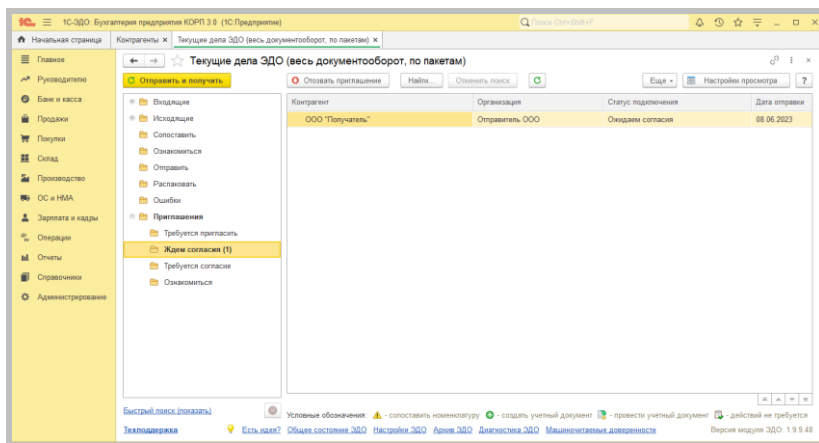 1С-ЭДО: Бухгалтерия предприятия КОРП 3.0 (1С:Предприятие)
Поиск Ctrl+Shift+F
Начальная страница
Контрагенты ×
Текущие дела ЭДО (весь документооборот, по пакетам) ×
Главное
Руководителю
Банк и касса
Продажи
Покупки
Склад
Производство
ОС и НМА
Зарплата и кадры
Операции
Отчеты
Справочники
Администрирование
Текущие дела ЭДО (весь документооборот, по пакетам)
Отправить и получить
Отозвать приглашение
Найти...
Отменить поиск
Еще
Настройки просмотра
?
Входящие
Исходящие
Сопоставить
Ознакомиться
Отправить
Распаковать
Ошибки
Приглашения
Требуется пригласить
Ждем согласия (1)
Требуется согласие
Ознакомиться
Контрагент Организация Статус подключения Дата отправки
ООО "Получатель" Отправитель ООО Ожидаем согласия 08.06.2023
Быстрый поиск (показать)
Условные обозначения: - сопоставить номенклатуру - создать учетный документ - провести учетный документ - действий не требуется
Техподдержка Есть идея? Общее состояние ЭДО Настройки ЭДО Архив ЭДО Диагностика ЭДО Машиночитаемые доверенности Версия модуля ЭДО: 1.9.9.48